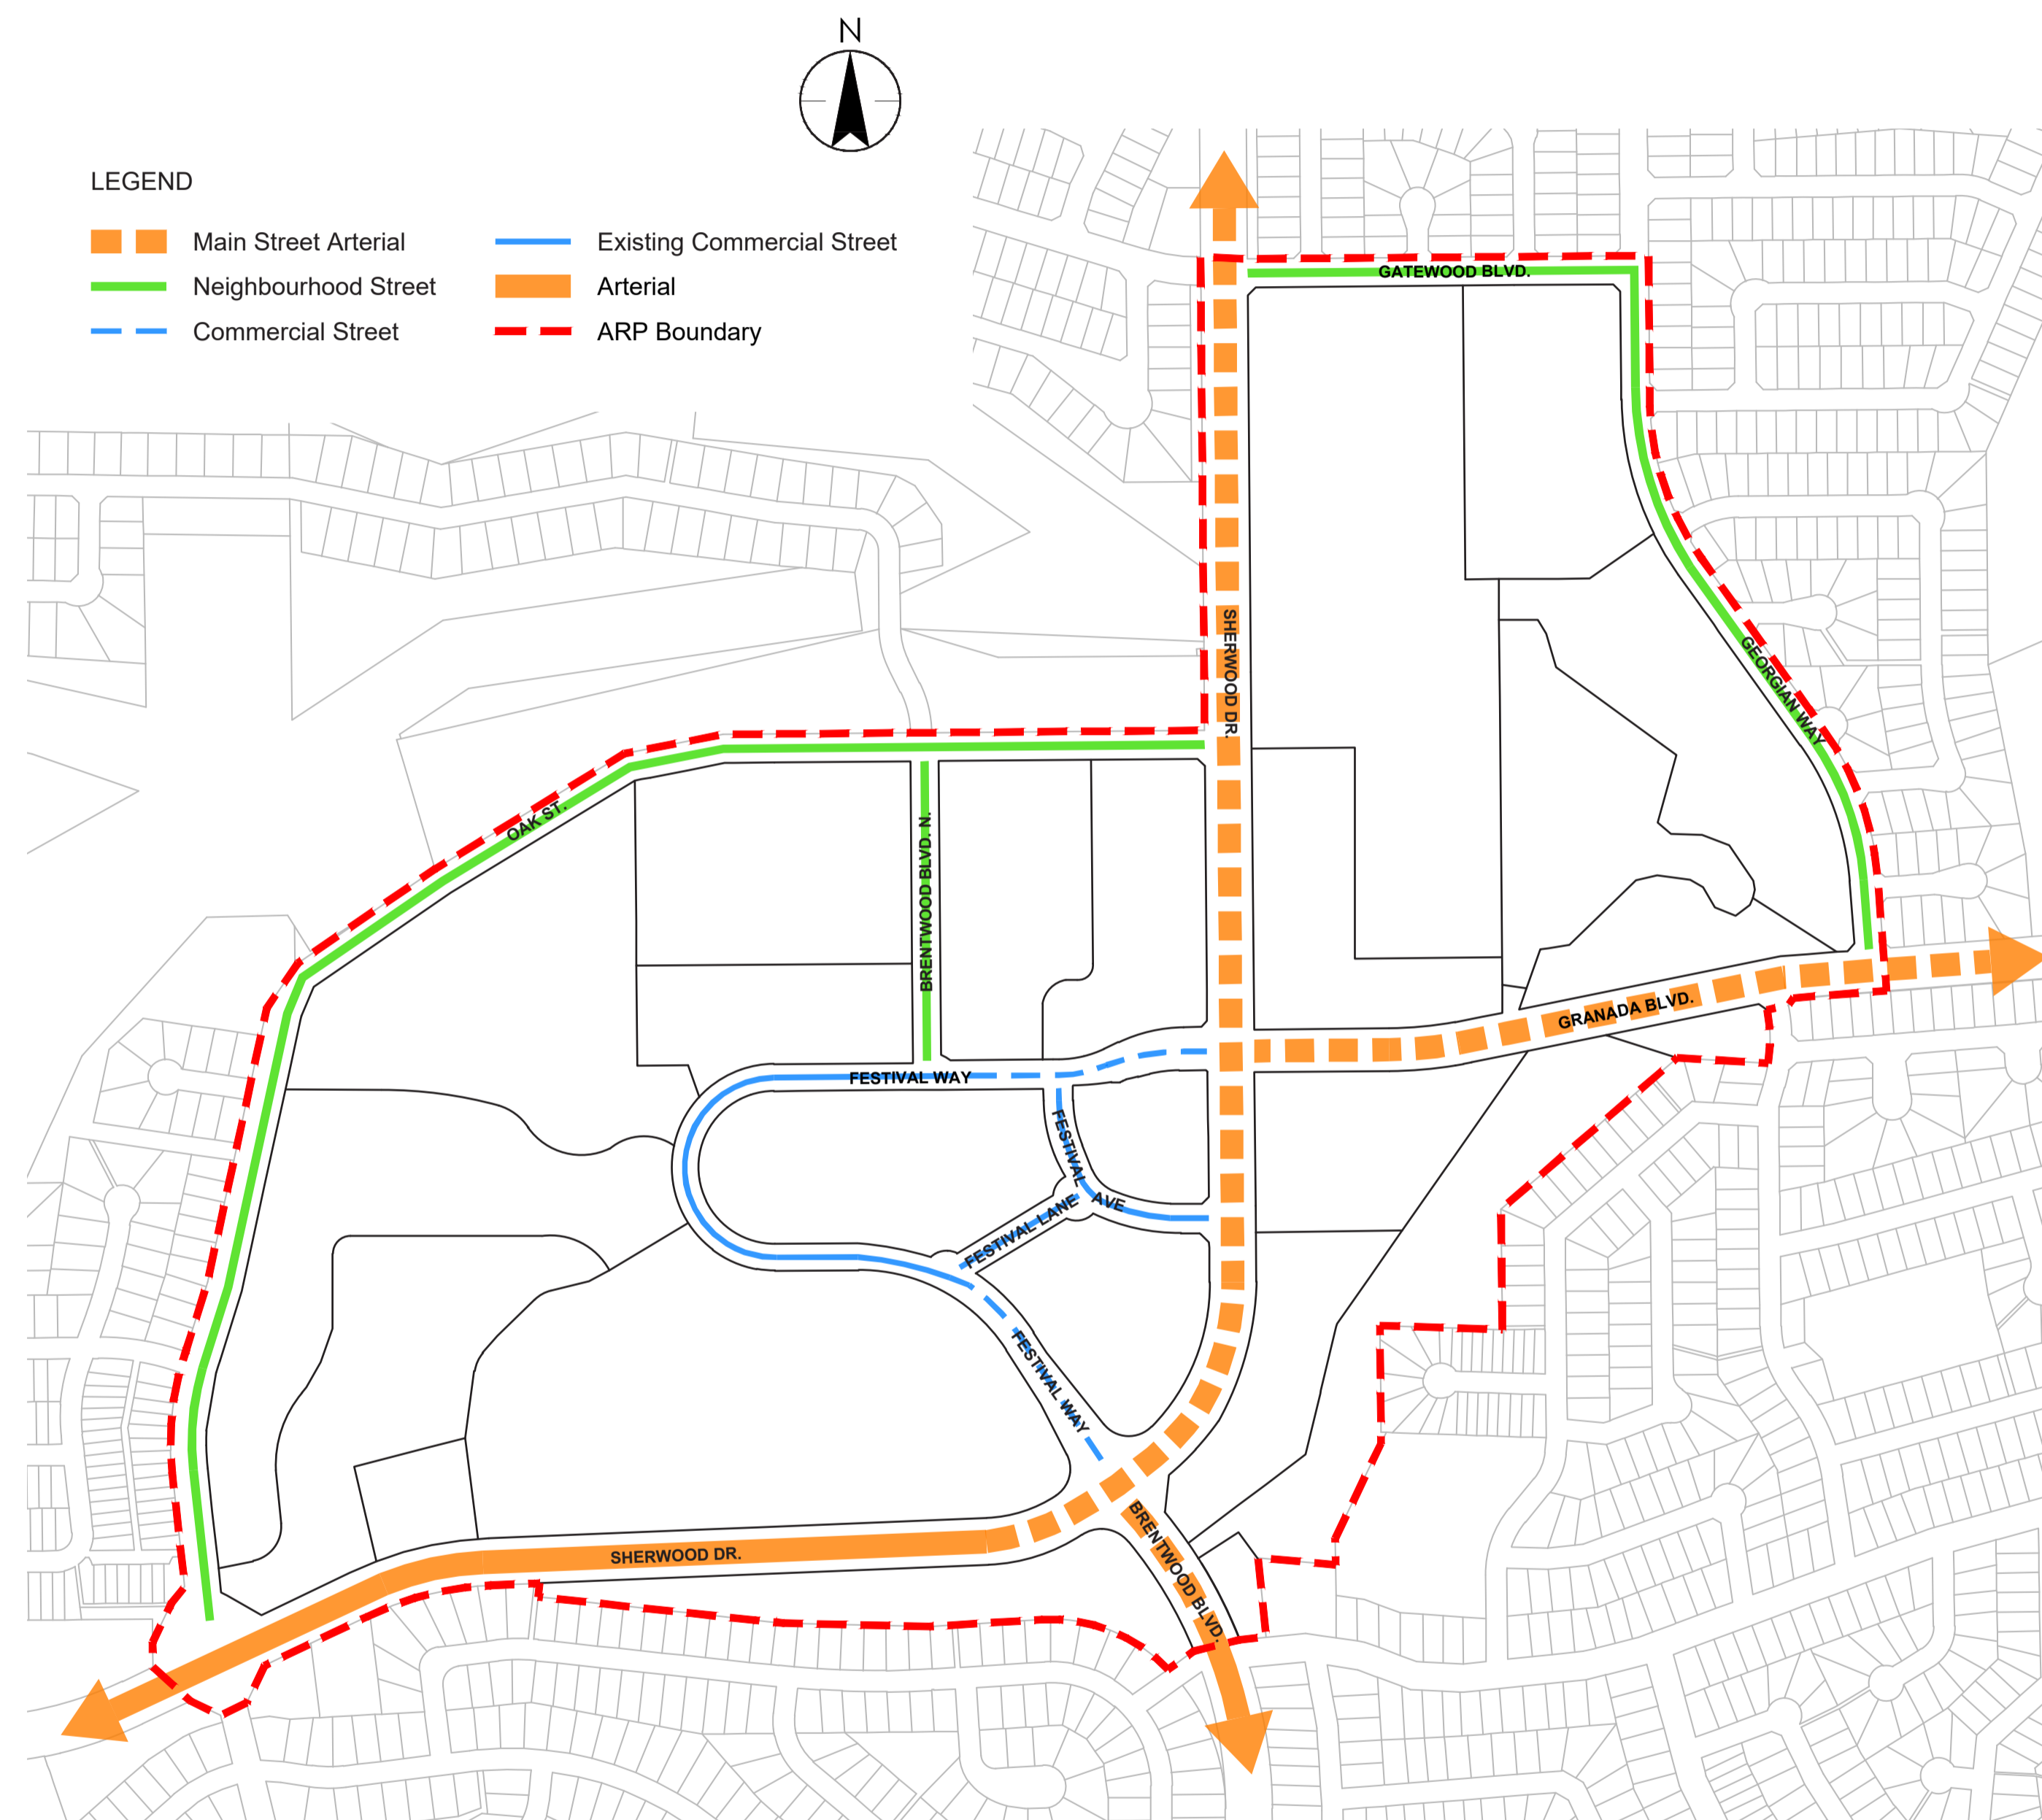 N
LEGEND
Main Street Arterial
Existing Commercial Street
Neighbourhood Street
Arterial
Commercial Street
ARP Boundary
GATEWOOD BLVD.
SHERWOOD DR.
GEORGIAN WAY
OAK ST.
BRENTWOOD BLVD. N.
GRANADA BLVD.
FESTIVAL WAY
FESTIVAL AVE
FESTIVAL LANE
FESTIVAL WAY
BRENTWOOD BLVD.
SHERWOOD DR.